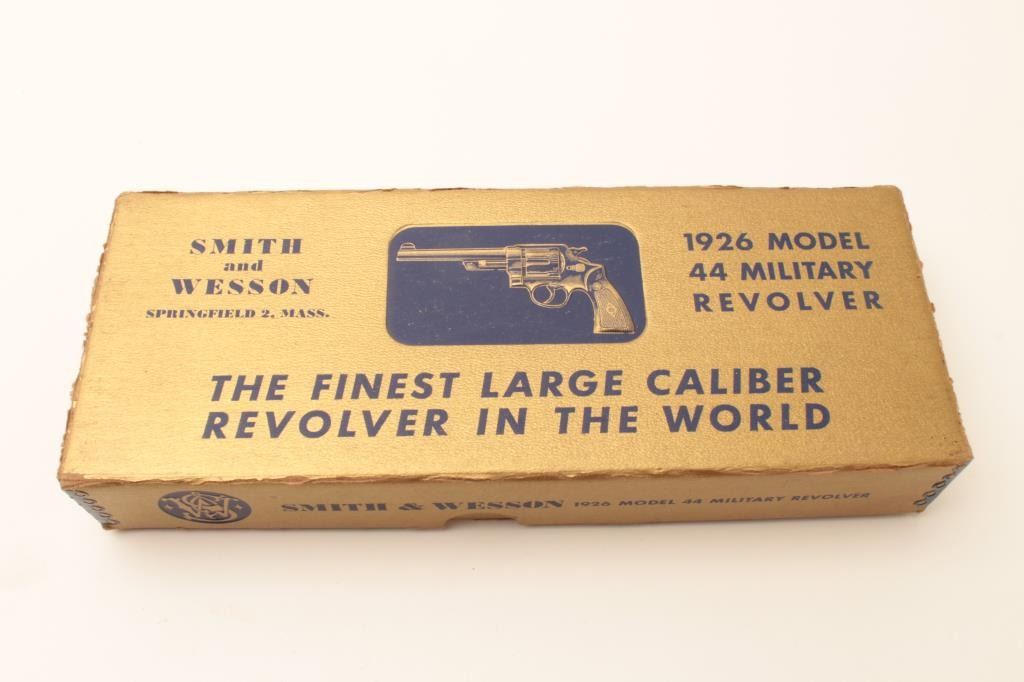 SMITH
and
WESSON
SPRINGFIELD 2, MASS.
1926 MODEL
44 MILITARY
REVOLVER
THE FINEST LARGE CALIBER
REVOLVER IN THE WORLD
SMITH & WESSON 1926 MODEL 44 MILITARY REVOLVER